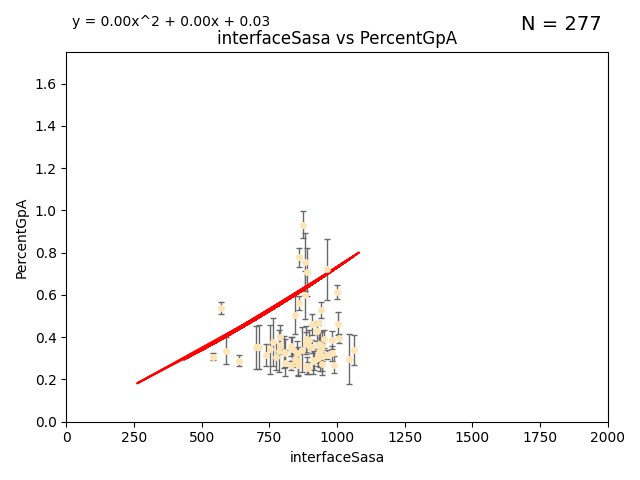 y = 0.00x^2 + 0.00x + 0.03
N = 277
interfaceSasa vs PercentGpA
PercentGpA
1.6
1.4
1.2
1.0
0.8
0.6
0.4
0.2
0.0
0 250 500 750 1000 1250 1500 1750 2000
interfaceSasa